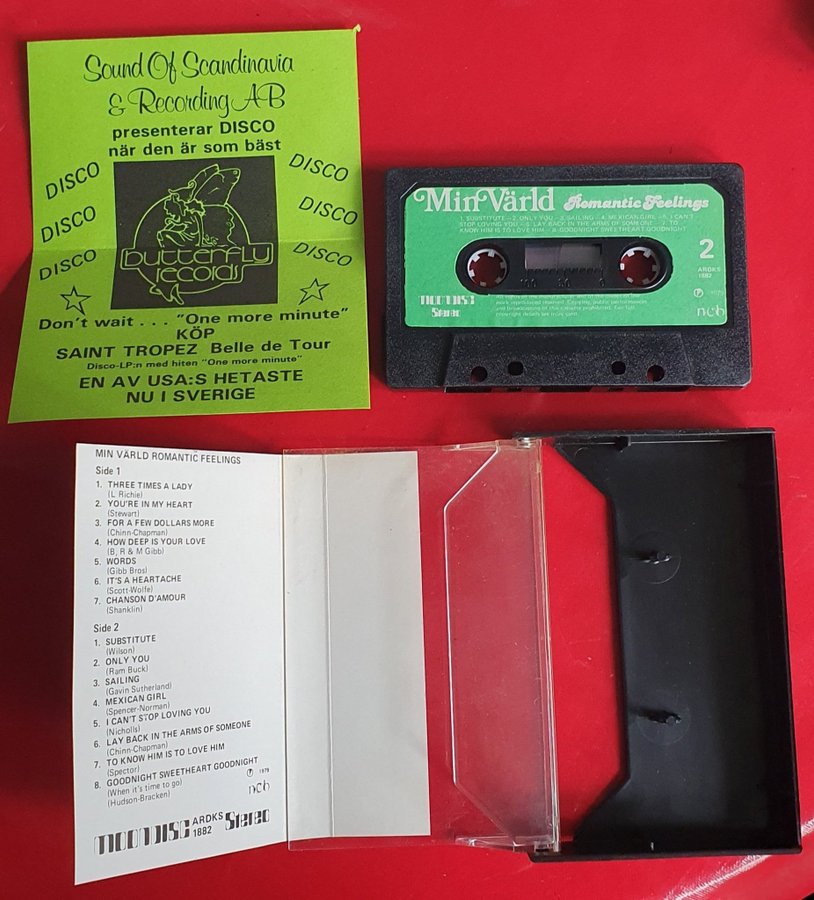 Sound Of Scandinavia
& Recording AB
presenterar DISCO
när den är som bäst
DISCO
DISCO
DISCO
DISCO
DISCO
DISCO
butterfly
records
Don't wait . . . "One more minute"
KÖP
SAINT TROPEZ Belle de Tour
Disco-LP:n med hiten "One more minute"
EN AV USA:S HETASTE
NU I SVERIGE
Min Värld Romantic Feelings
1. SUBSTITUTE – 2. ONLY YOU – 3. SAILING – 4. MEXICAN GIRL – 5. I CAN'T
STOP LOVING YOU – 6. LAY BACK IN THE ARMS OF SOMEONE – 7. TO
KNOW HIM IS TO LOVE HIM – 8. GOODNIGHT SWEETHEART GOODNIGHT
2
ARDKS
1882
MOONDISC
Stereo
ncb
MIN VÄRLD ROMANTIC FEELINGS
Side 1
1. THREE TIMES A LADY
(L Richie)
2. YOU'RE IN MY HEART
(Stewart)
3. FOR A FEW DOLLARS MORE
(Chinn-Chapman)
4. HOW DEEP IS YOUR LOVE
(B, R & M Gibb)
5. WORDS
(Gibb Bros)
6. IT'S A HEARTACHE
(Scott-Wolfe)
7. CHANSON D'AMOUR
(Shanklin)
Side 2
1. SUBSTITUTE
(Wilson)
2. ONLY YOU
(Ram Buck)
3. SAILING
(Gavin Sutherland)
4. MEXICAN GIRL
(Spencer-Norman)
5. I CAN'T STOP LOVING YOU
(Nicholls)
6. LAY BACK IN THE ARMS OF SOMEONE
(Chinn-Chapman)
7. TO KNOW HIM IS TO LOVE HIM
(Spector)
8. GOODNIGHT SWEETHEART GOODNIGHT
(When it's time to go)
(Hudson-Bracken)
℗ 1979
ncb
MOONDISC ARDKS 1882 Stereo